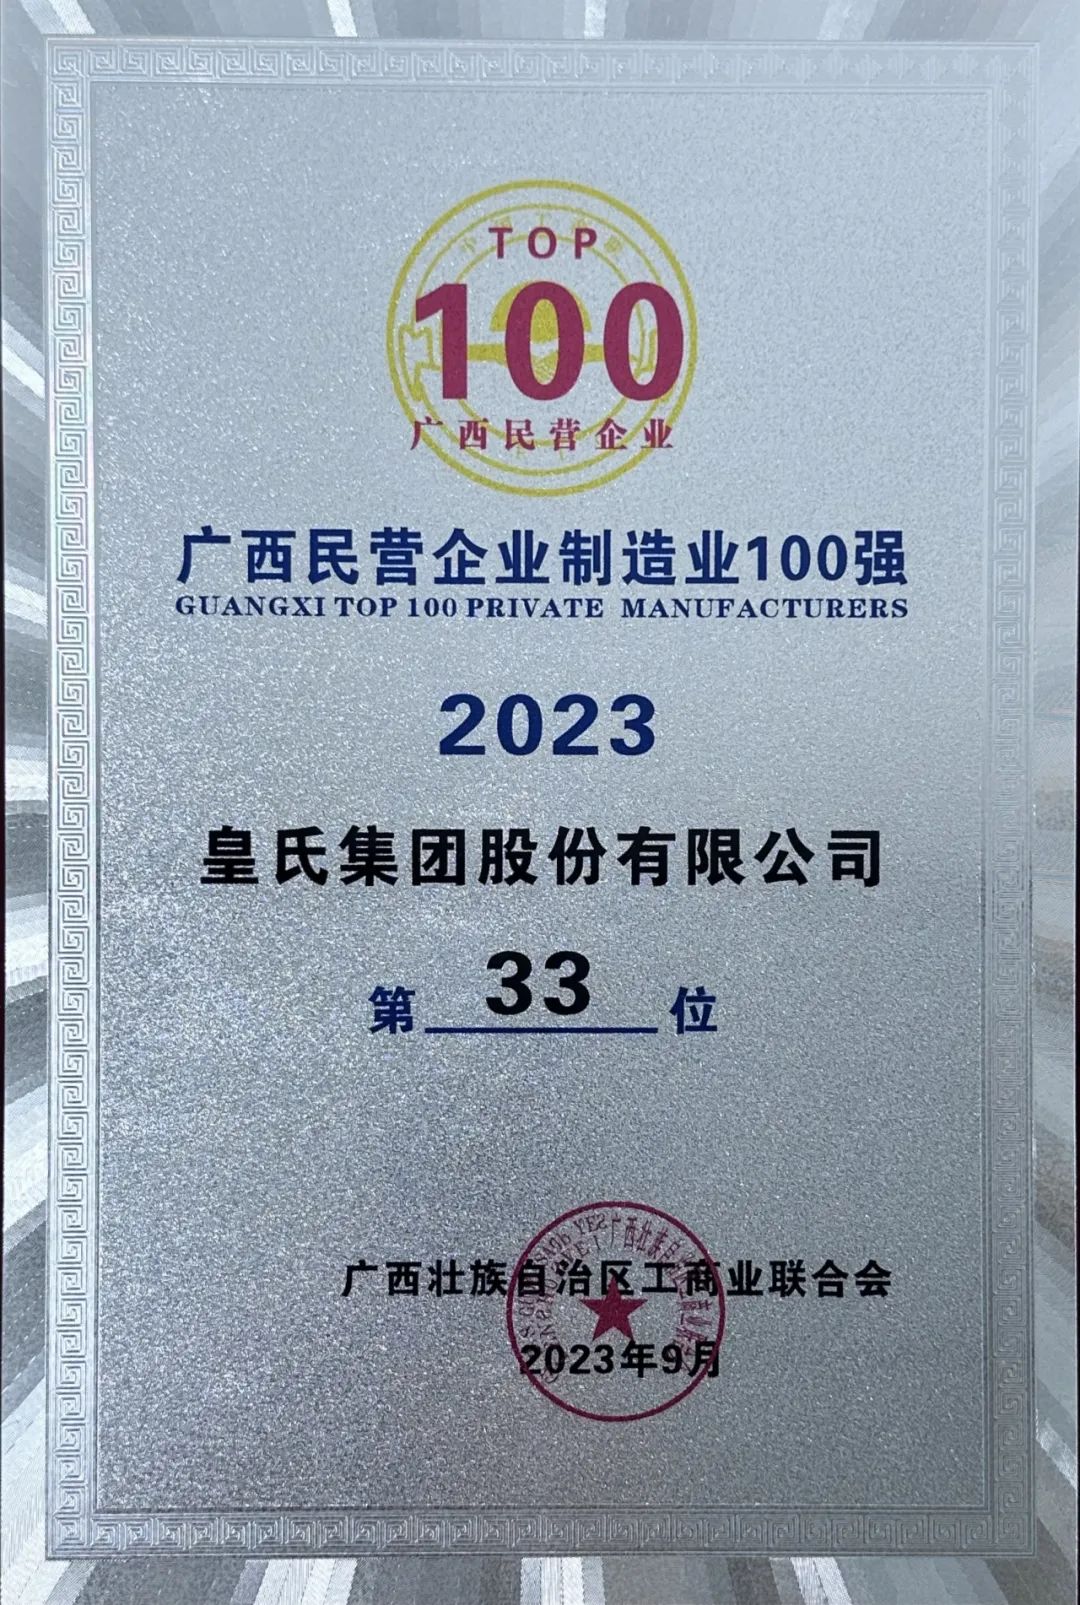 TOP
100
广西民营企业
广西民营企业制造业100强
GUANGXI TOP 100 PRIVATE MANUFACTURERS
2023
皇氏集团股份有限公司
第 33 位
广西壮族自治区工商业联合会
2023年9月